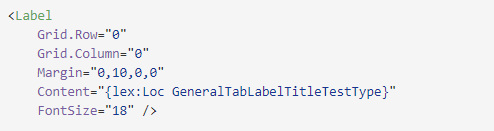 <Label
    Grid.Row="0"
    Grid.Column="0"
    Margin="0,10,0,0"
    Content="{lex:Loc GeneralTabLabelTitleTestType}"
    FontSize="18" />